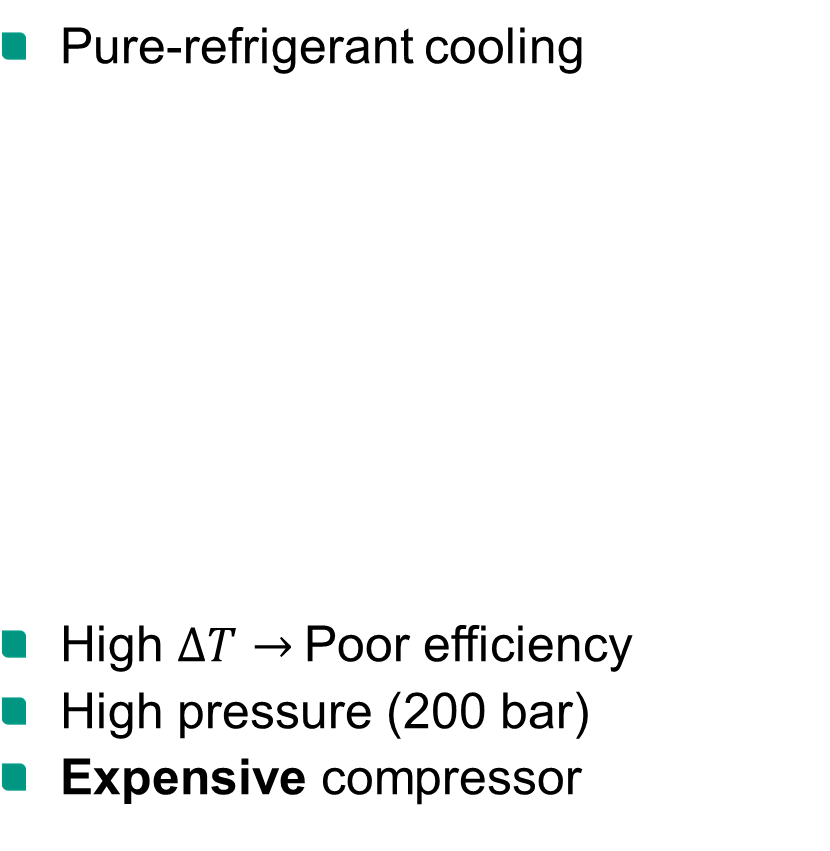 Pure-refrigerant cooling
High Δ𝑇 → Poor efficiency
High pressure (200 bar)
Expensive compressor